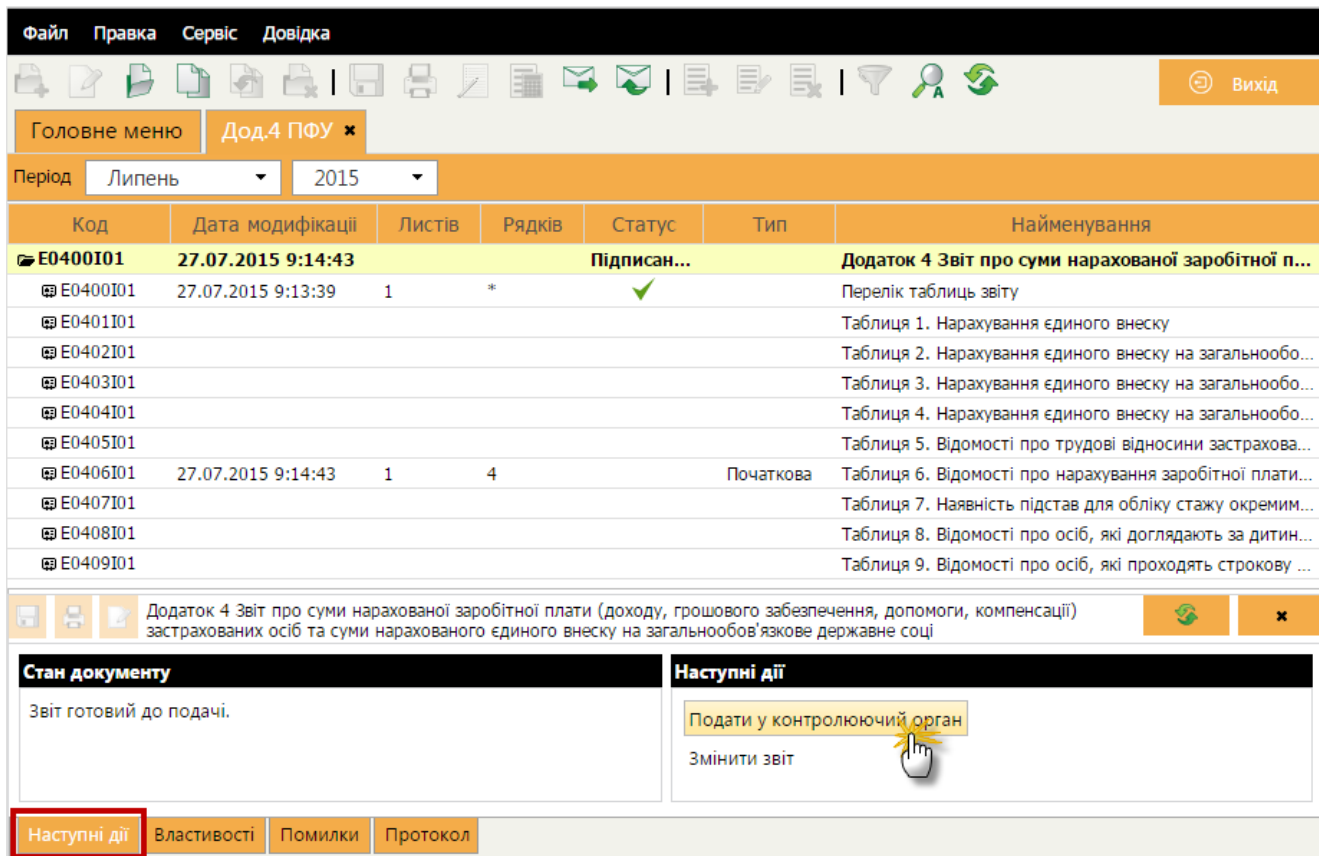 Файл Правка Сервіс Довідка
Вихід
Головне меню Дод.4 ПФУ ✖
Період Липень 2015
Код Дата модифікації Листів Рядків Статус Тип Найменування
E0400I01 27.07.2015 9:14:43 Підписан... Додаток 4 Звіт про суми нарахованої заробітної п...
E0400I01 27.07.2015 9:13:39 1 * Перелік таблиць звіту
E0401I01 Таблиця 1. Нарахування єдиного внеску
E0402I01 Таблиця 2. Нарахування єдиного внеску на загальнообо...
E0403I01 Таблиця 3. Нарахування єдиного внеску на загальнообо...
E0404I01 Таблиця 4. Нарахування єдиного внеску на загальнообо...
E0405I01 Таблиця 5. Відомості про трудові відносини застрахова...
E0406I01 27.07.2015 9:14:43 1 4 Початкова Таблиця 6. Відомості про нарахування заробітної плати...
E0407I01 Таблиця 7. Наявність підстав для обліку стажу окремим...
E0408I01 Таблиця 8. Відомості про осіб, які доглядають за дитин...
E0409I01 Таблиця 9. Відомості про осіб, які проходять строкову ...
Додаток 4 Звіт про суми нарахованої заробітної плати (доходу, грошового забезпечення, допомоги, компенсації)
застрахованих осіб та суми нарахованого єдиного внеску на загальнообов'язкове державне соці
Стан документу Наступні дії
Звіт готовий до подачі. Подати у контролюючий орган
Змінити звіт
Наступні дії Властивості Помилки Протокол